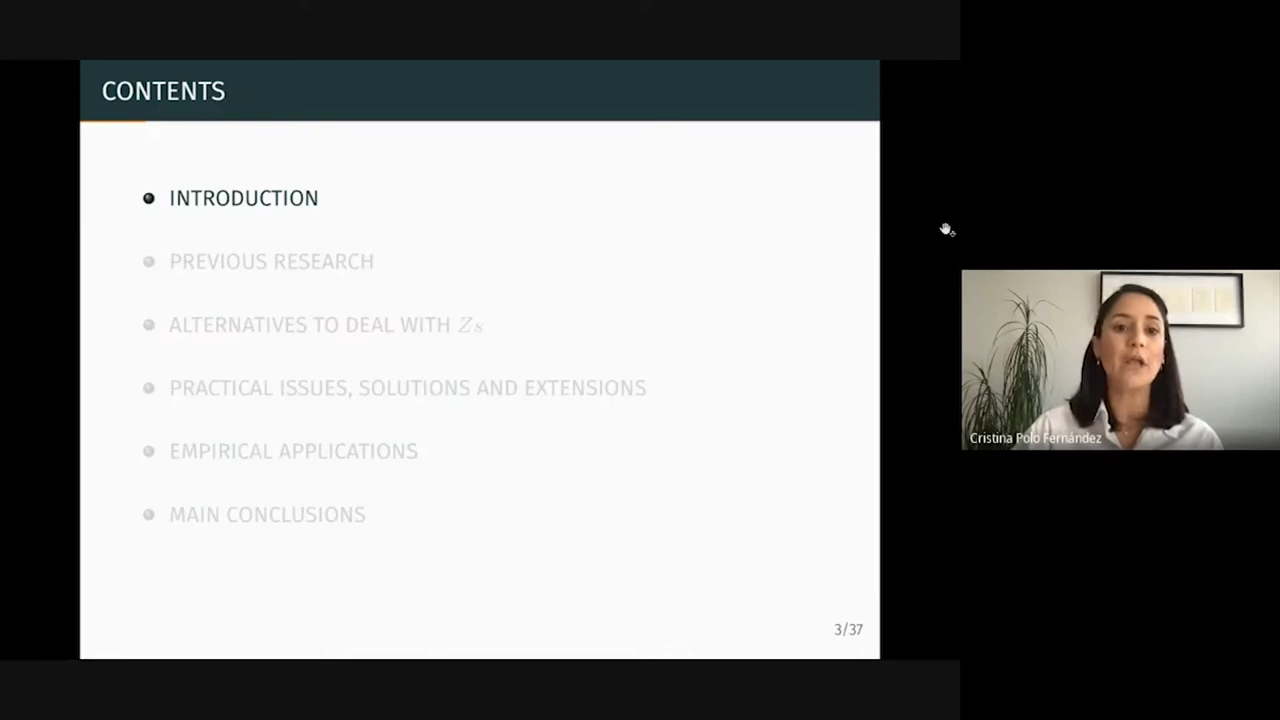 CONTENTS
INTRODUCTION
PREVIOUS RESEARCH
ALTERNATIVES TO DEAL WITH Zs
PRACTICAL ISSUES, SOLUTIONS AND EXTENSIONS
EMPIRICAL APPLICATIONS
MAIN CONCLUSIONS
3/37
Cristina Polo Fernández